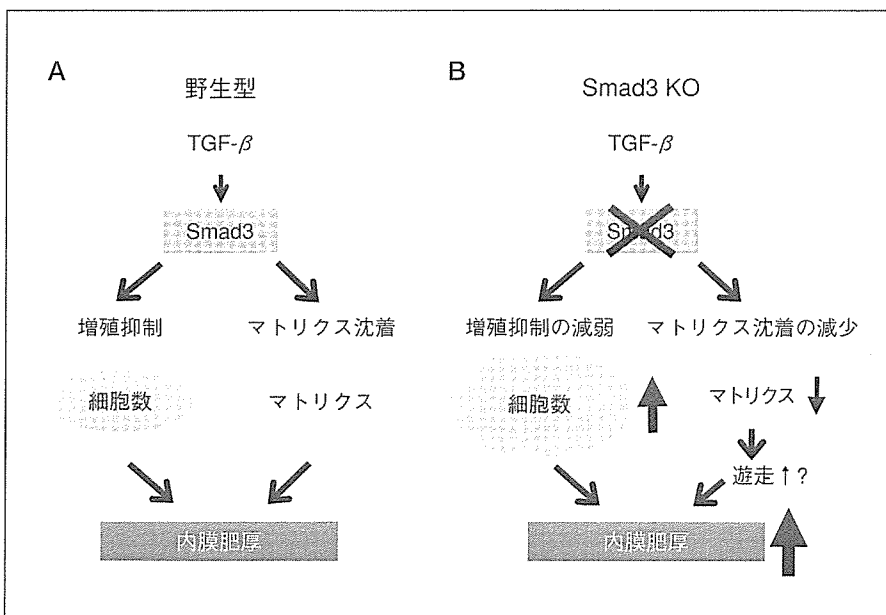 A
野生型
TGF-β
Smad3
増殖抑制
マトリクス沈着
細胞数
マトリクス
内膜肥厚
B
Smad3 KO
TGF-β
Smad3
増殖抑制の減弱
マトリクス沈着の減少
細胞数
マトリクス
遊走↑?
内膜肥厚